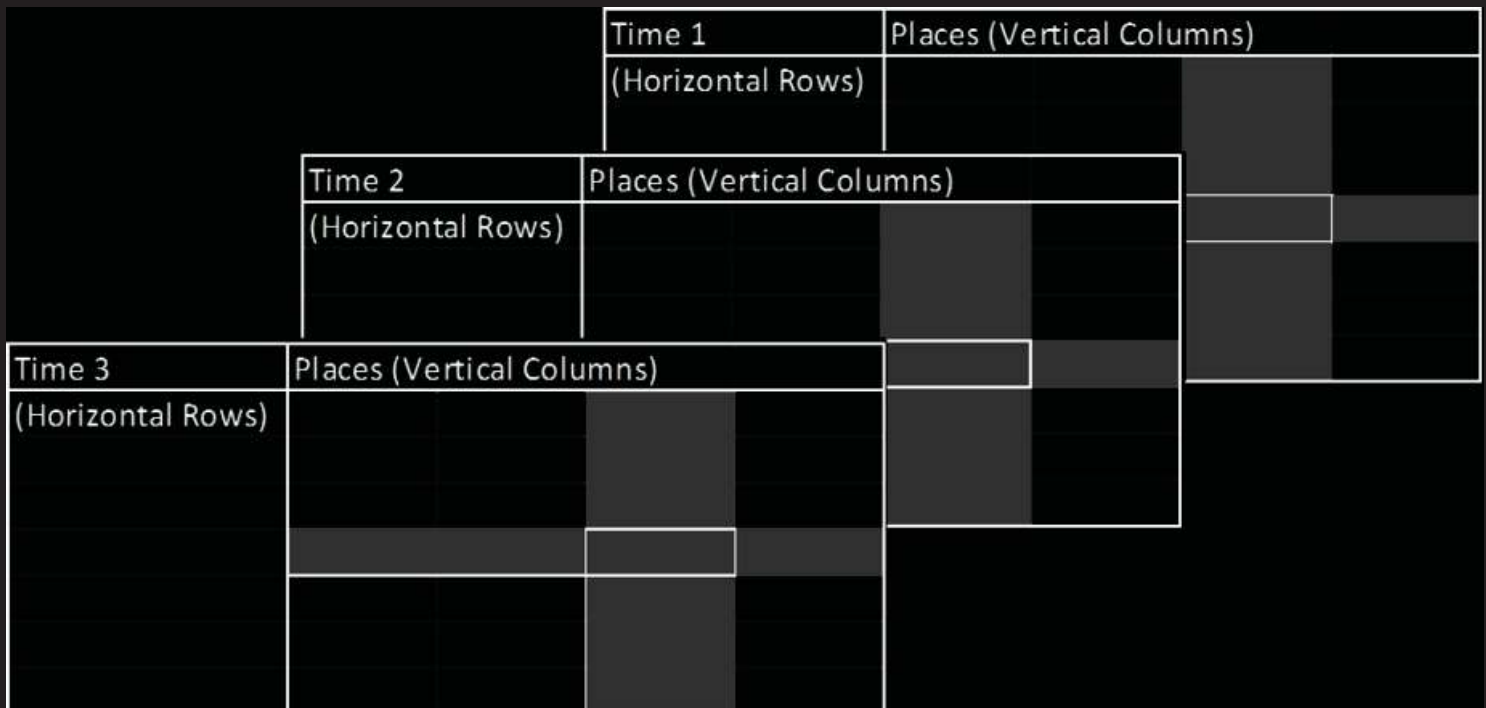 Time 1 Places (Vertical Columns)
(Horizontal Rows)
Time 2 Places (Vertical Columns)
(Horizontal Rows)
Time 3 Places (Vertical Columns)
(Horizontal Rows)